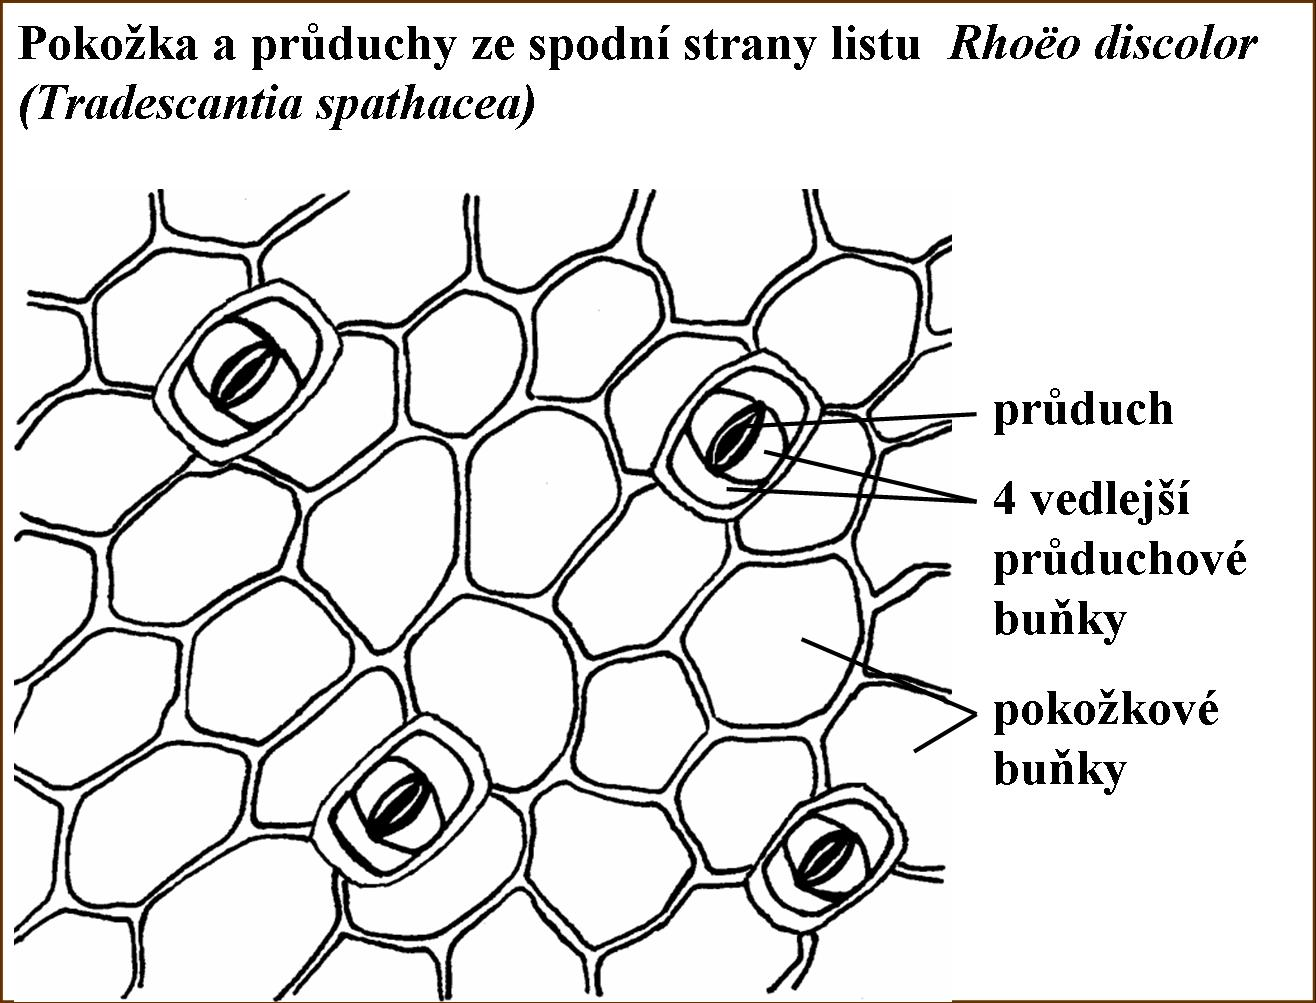 Pokožka a průduchy ze spodní strany listu Rhoëo discolor
(Tradescantia spathacea)
průduch
4 vedlejší
průduchové
buňky
pokožkové
buňky